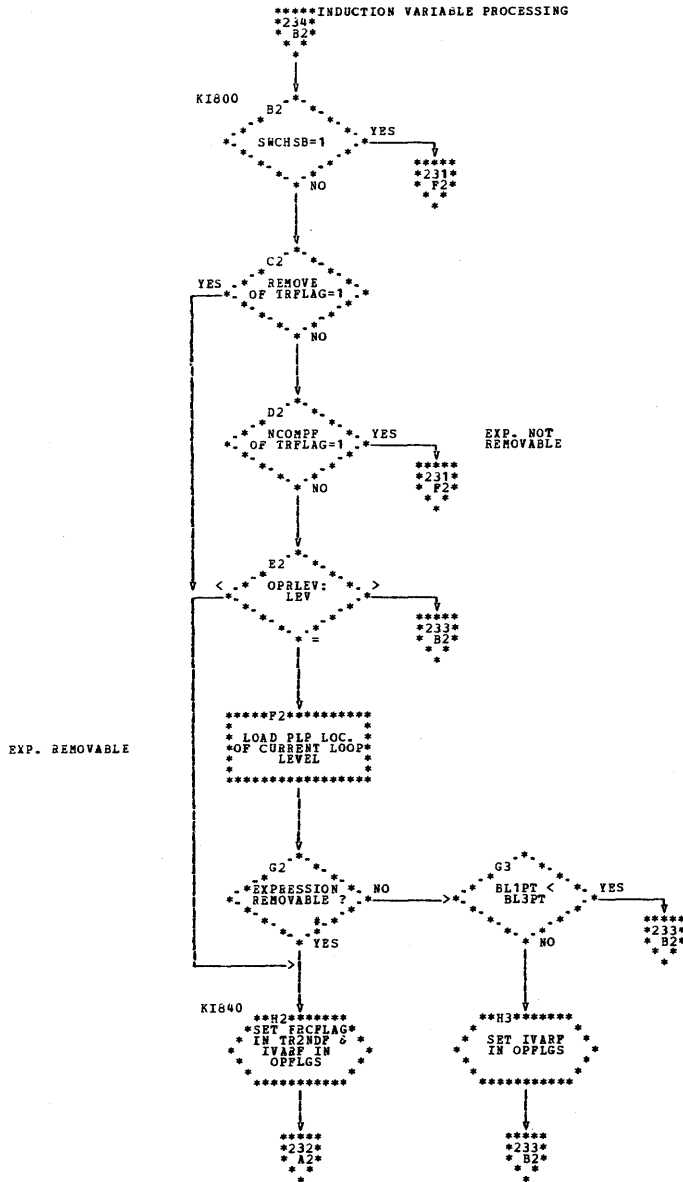 INDUCTION VARIABLE PROCESSING
234
B2
KI800
B2
SWCHSB=1
YES
231
F2
NO
C2
YES
REMOVE
OF TRFLAG=1
NO
D2
NCOMPF
OF TRFLAG=1
YES
EXP. NOT
REMOVABLE
231
F2
NO
E2
<
OPRLEV:
LEV
>
233
B2
=
F2
LOAD PLP LOC.
OF CURRENT LOOP
LEVEL
EXP. REMOVABLE
G2
EXPRESSION
REMOVABLE ?
NO
G3
BL1PT <
BL3PT
YES
233
B2
YES
NO
KI840
H2
SET FRCFLAG
IN TR2NDF &
IVARF IN
OPFLGS
H3
SET IVARF
IN OPFLGS
232
A2
233
B2